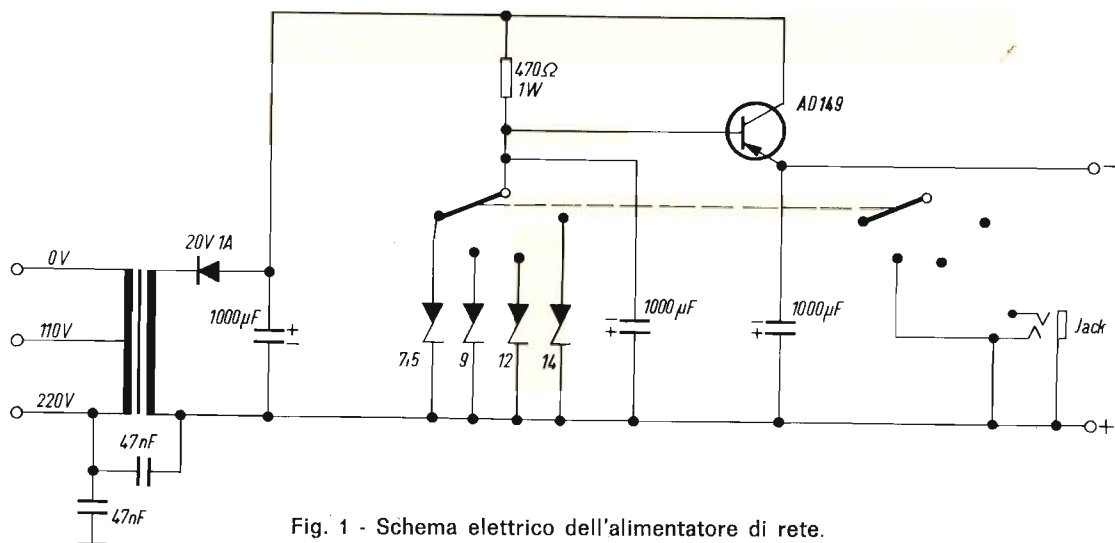 470Ω
1W
AD149
−
20V 1A
0V
1000µF
+
−
110V
220V
7,5
9
12
14
−
+
1000µF
−
+
1000µF
Jack
+
47nF
47nF
Fig. 1 - Schema elettrico dell'alimentatore di rete.